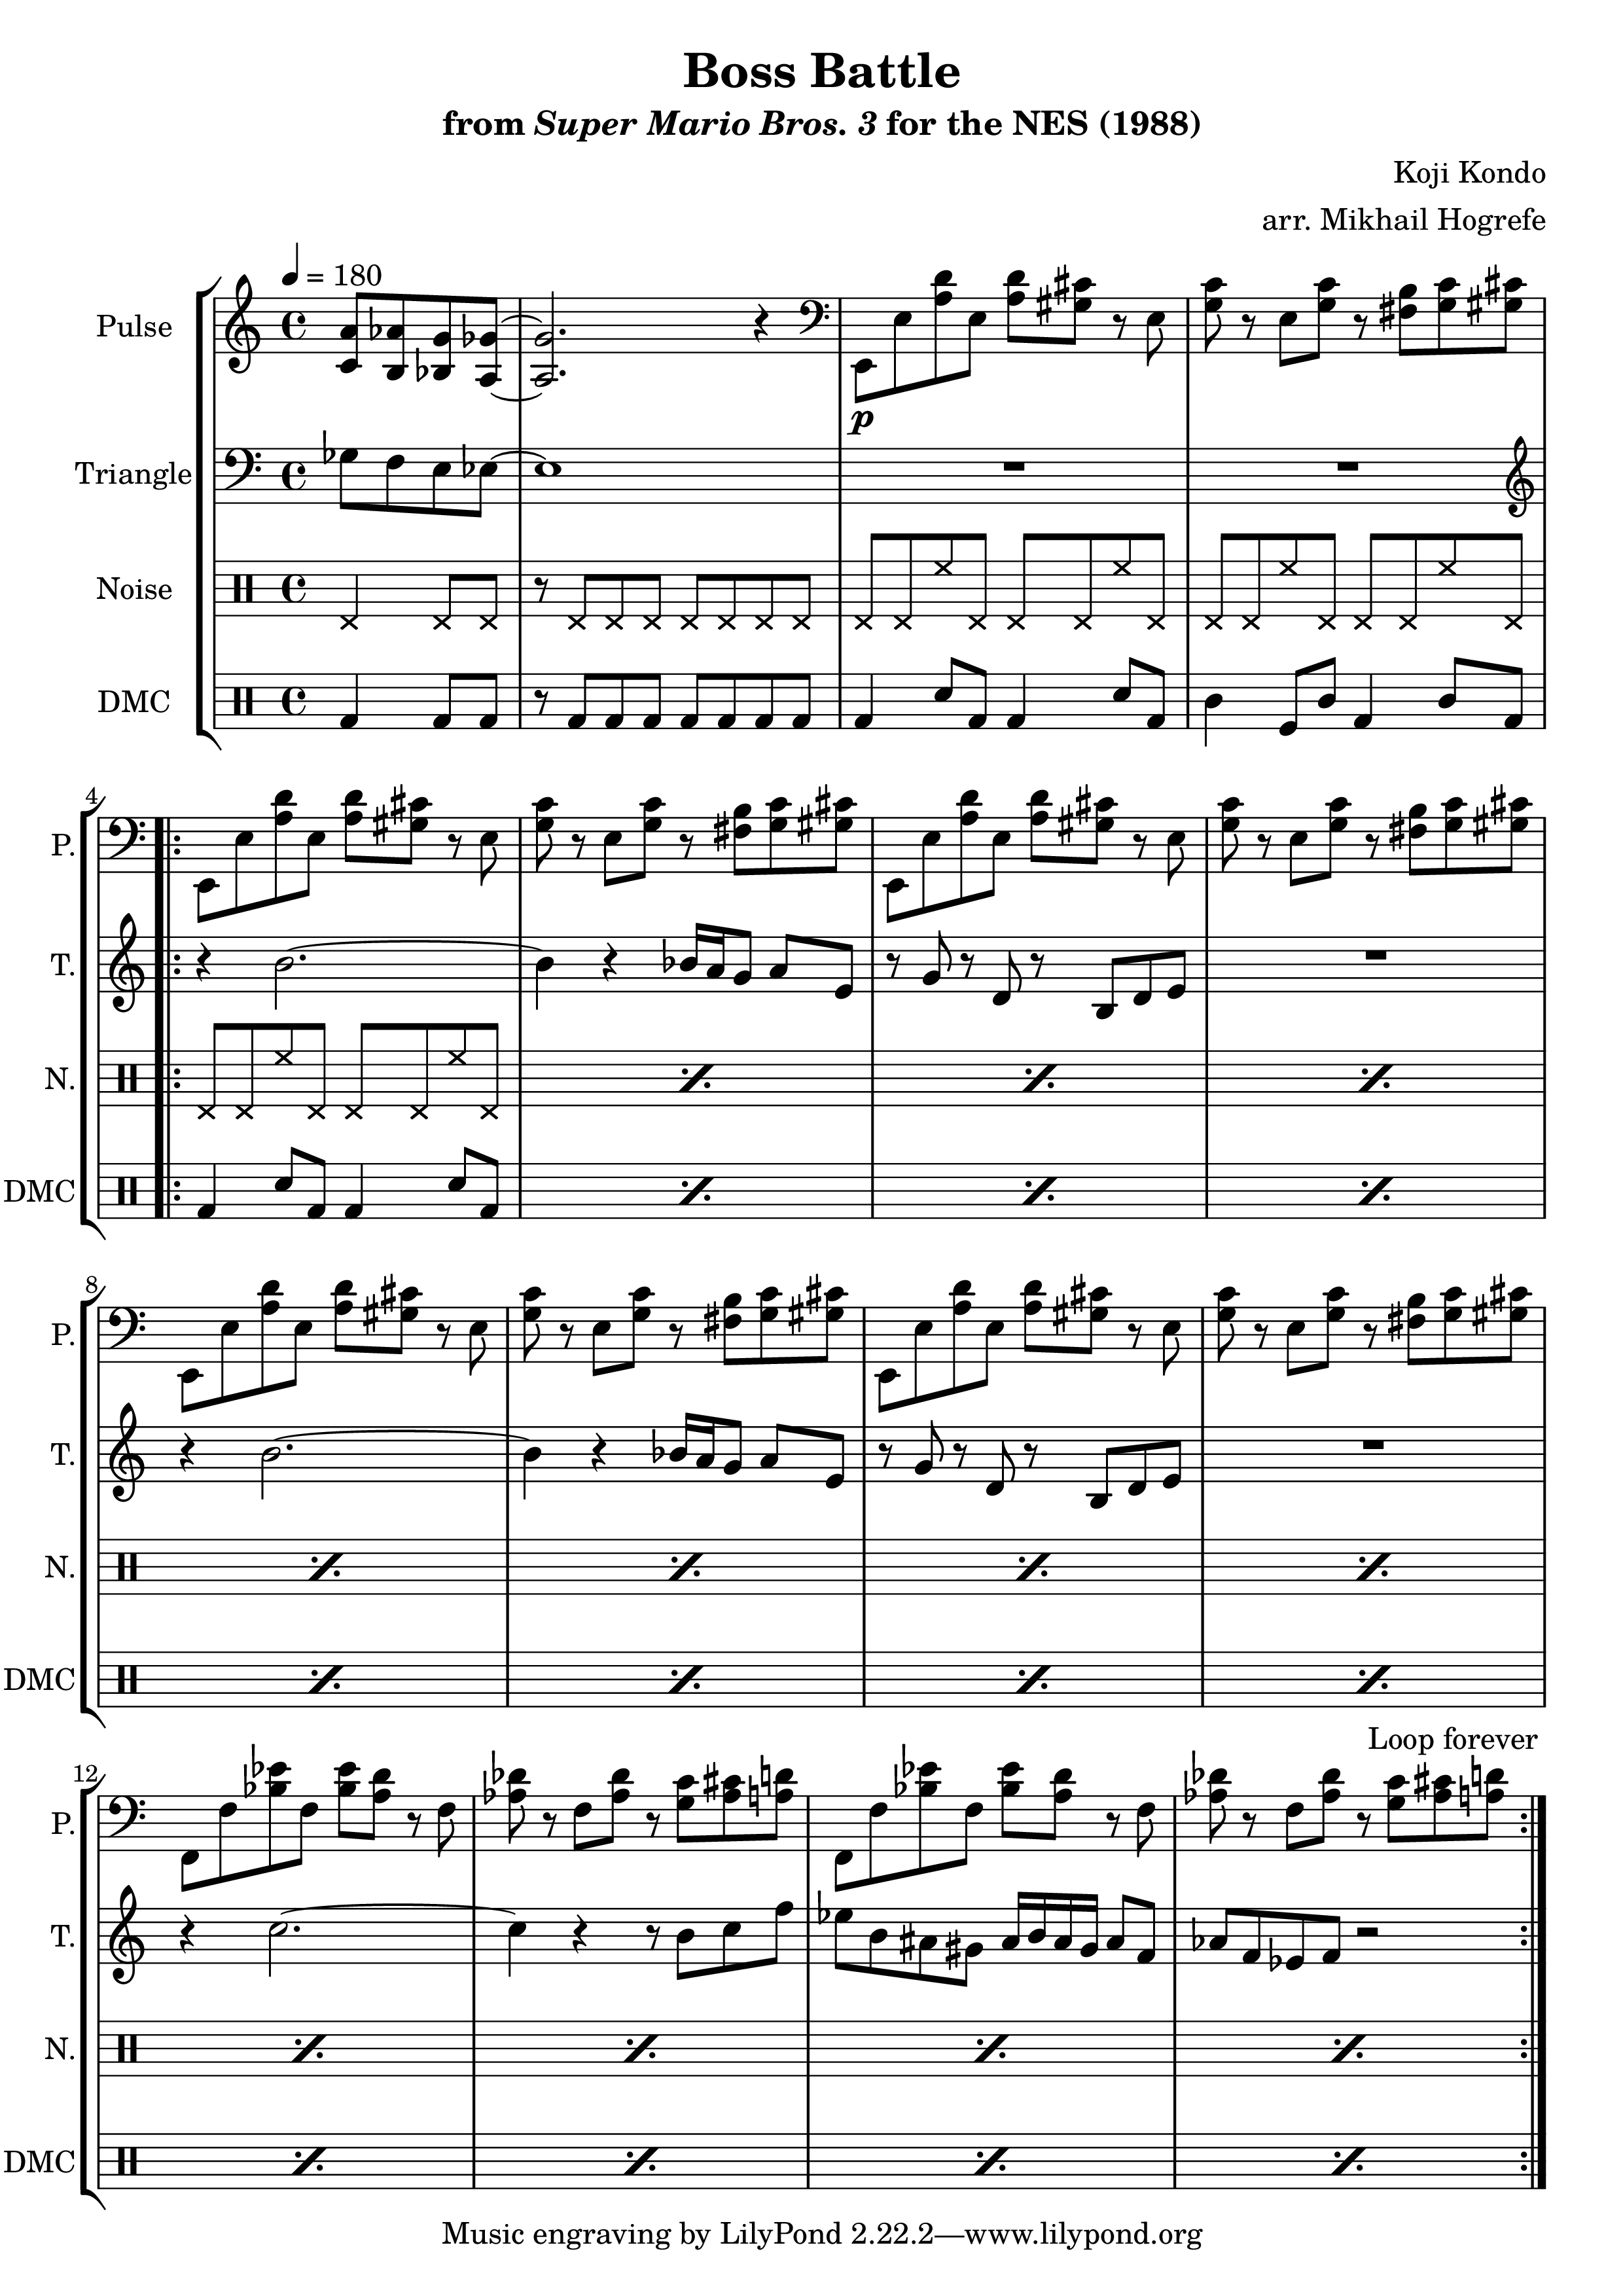 Boss Battle
from Super Mario Bros. 3 for the NES (1988)
Koji Kondo
arr. Mikhail Hogrefe
= 180
Pulse
p
Triangle
Noise
DMC
4
P.
T.
N.
DMC
8
P.
T.
N.
DMC
Loop forever
12
P.
T.
N.
DMC
Music engraving by LilyPond 2.22.2—www.lilypond.org